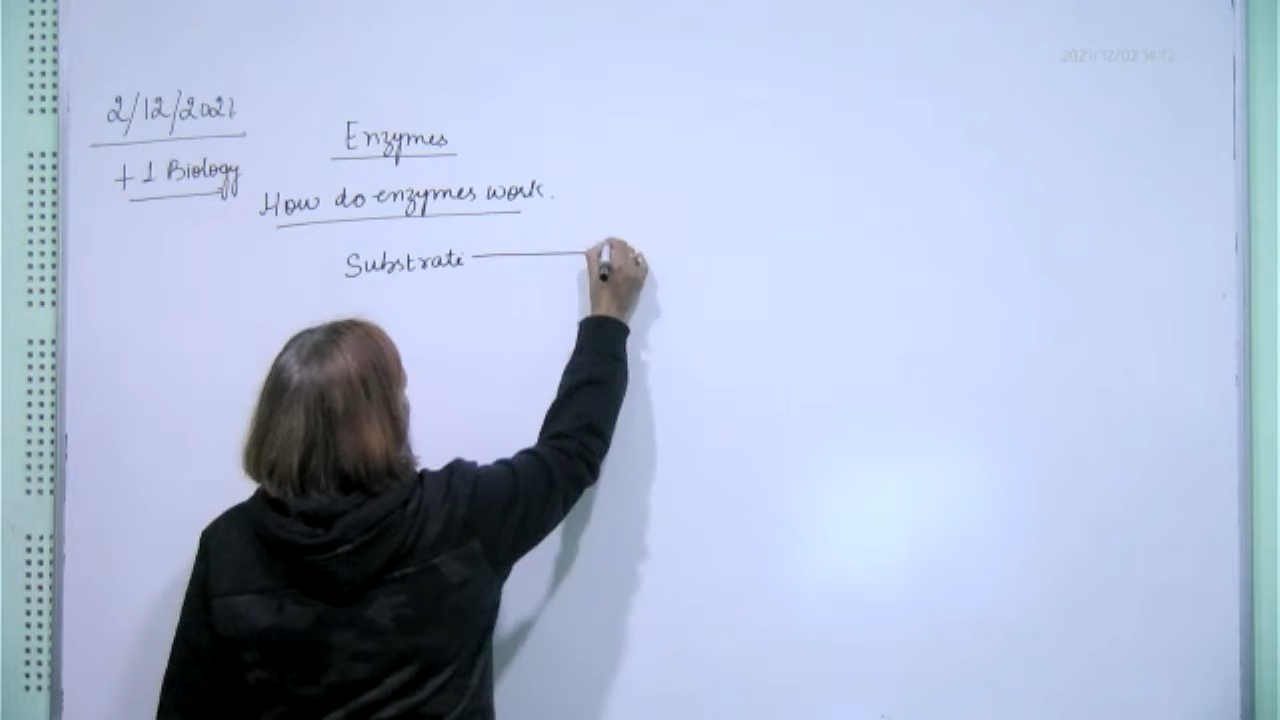 2/12/2021
+1 Biology
Enzymes
How do enzymes work.
Substrate